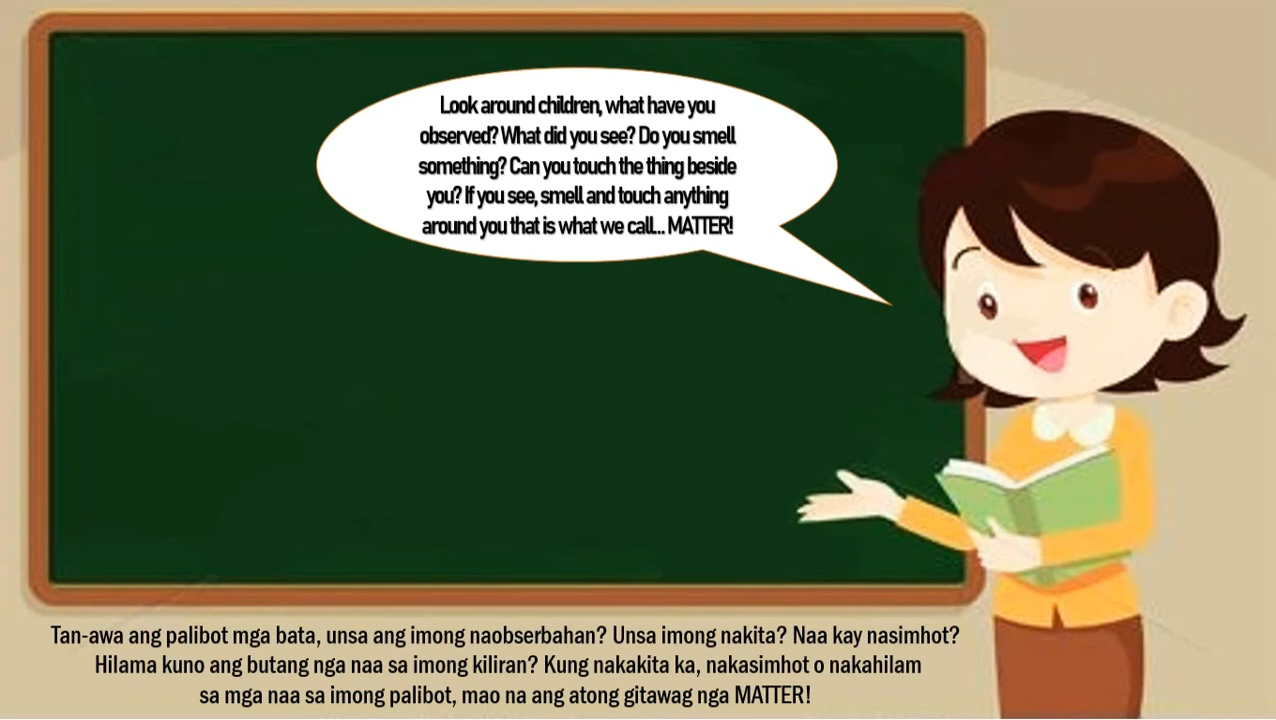 Look around children, what have you
observed? What did you see? Do you smell
something? Can you touch the thing beside
you? If you see, smell and touch anything
around you that is what we call... MATTER!
Tan-awa ang palibot mga bata, unsa ang imong naobserbahan? Unsa imong nakita? Naa kay nasimhot?
Hilama kuno ang butang nga naa sa imong kiliran? Kung nakakita ka, nakasimhot o nakahilam
sa mga naa sa imong palibot, mao na ang atong gitawag nga MATTER!